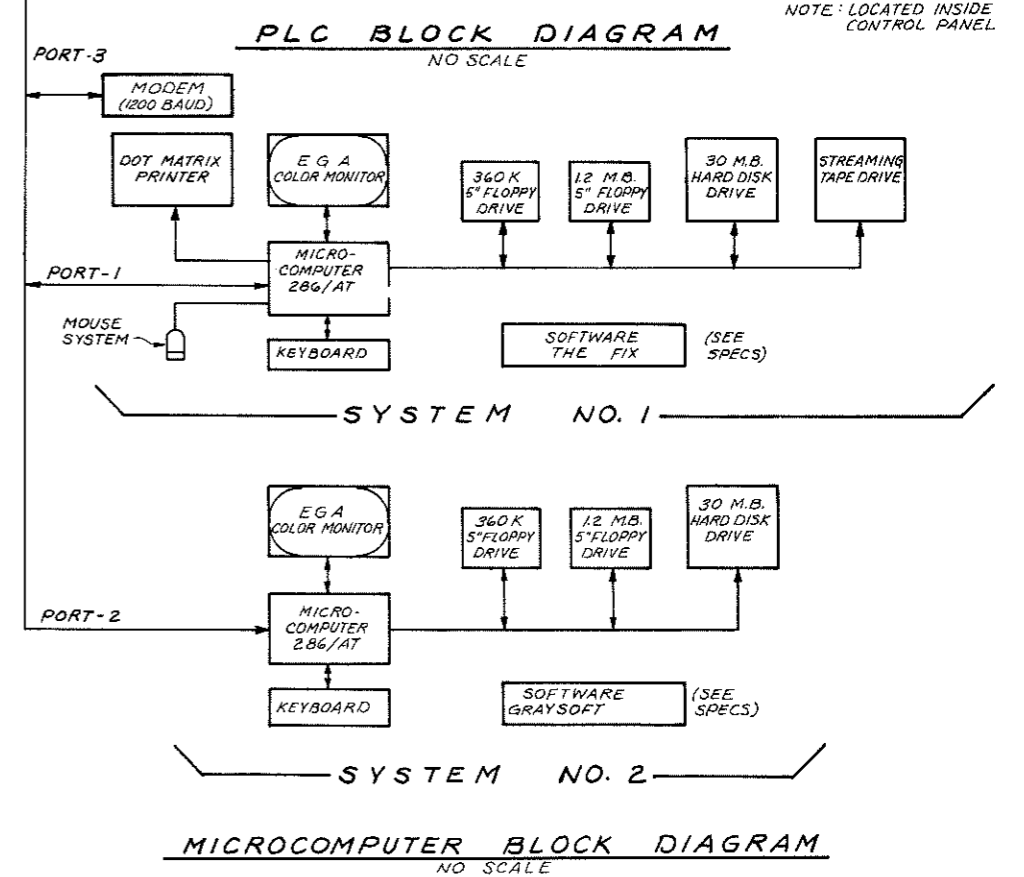 NOTE: LOCATED INSIDE
CONTROL PANEL
PLC BLOCK DIAGRAM
NO SCALE
PORT-3
MODEM
(1200 BAUD)
DOT MATRIX
PRINTER
EGA
COLOR MONITOR
360 K
5" FLOPPY
DRIVE
1.2 M.B.
5" FLOPPY
DRIVE
30 M.B.
HARD DISK
DRIVE
STREAMING
TAPE DRIVE
MICRO-
COMPUTER
286/AT
PORT-1
MOUSE
SYSTEM
KEYBOARD
SOFTWARE
THE FIX
(SEE
SPECS)
SYSTEM NO. 1
EGA
COLOR MONITOR
360 K
5" FLOPPY
DRIVE
1.2 M.B.
5" FLOPPY
DRIVE
30 M.B.
HARD DISK
DRIVE
PORT-2
MICRO-
COMPUTER
286/AT
KEYBOARD
SOFTWARE
GRAYSOFT
(SEE
SPECS)
SYSTEM NO. 2
MICROCOMPUTER BLOCK DIAGRAM
NO SCALE